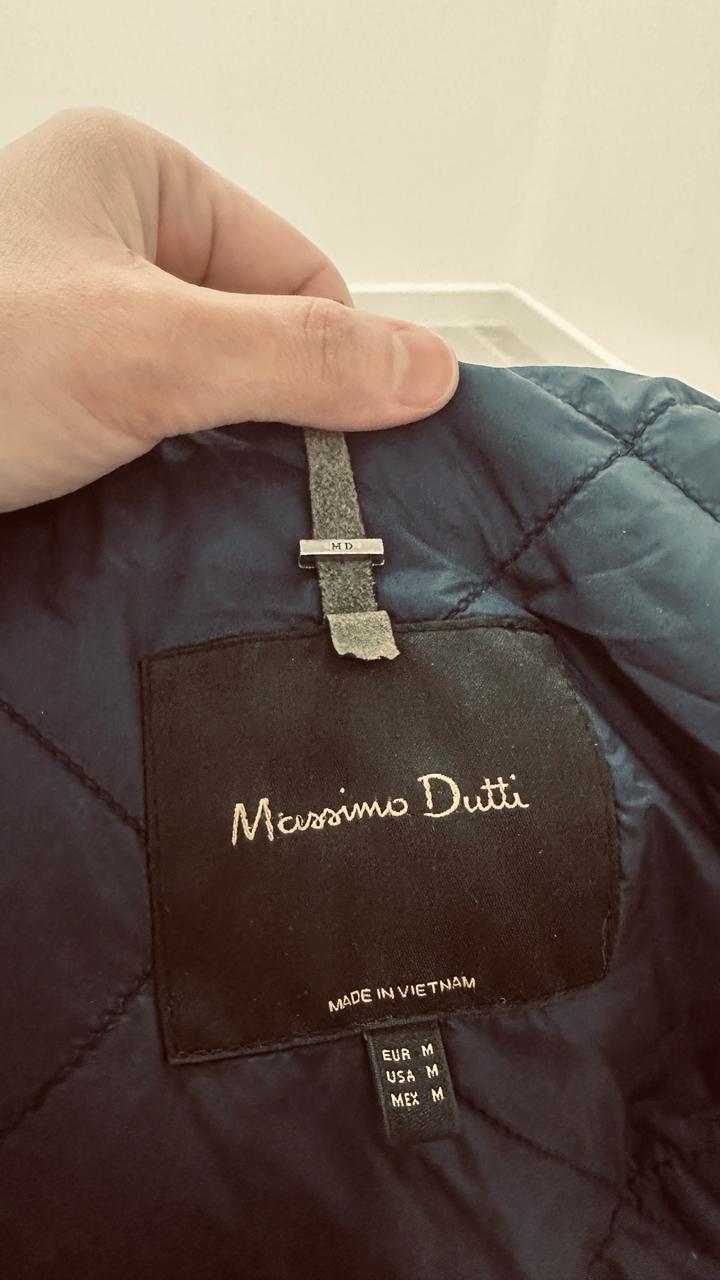 MD
Massimo Dutti
MADE IN VIETNAM
EUR M
USA M
MEX M